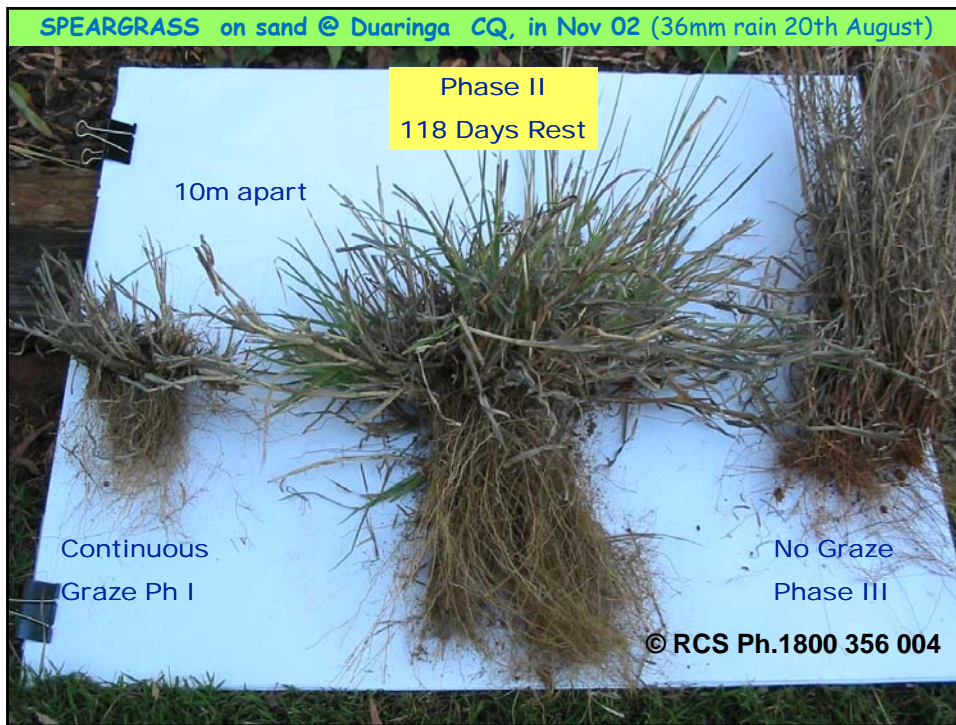 SPEARGRASS on sand @ Duaringa CQ, in Nov 02 (36mm rain 20th August)
Phase II
118 Days Rest
10m apart
Continuous
Graze Ph I
No Graze
Phase III
© RCS Ph.1800 356 004